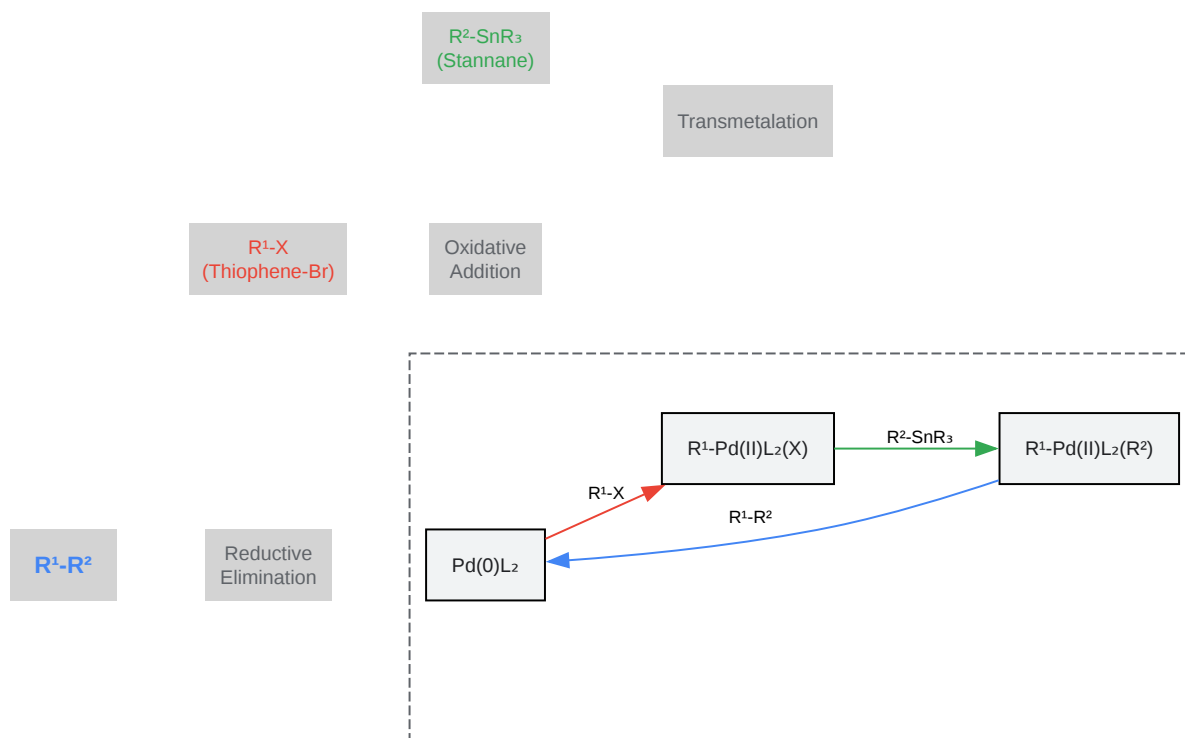 R²-SnR₃
(Stannane)
Transmetalation
R¹-X
(Thiophene-Br)
Oxidative
Addition
R¹-Pd(II)L₂(X)
R²-SnR₃
R¹-Pd(II)L₂(R²)
R¹-X
R¹-R²
R¹-R²
Reductive
Elimination
Pd(0)L₂